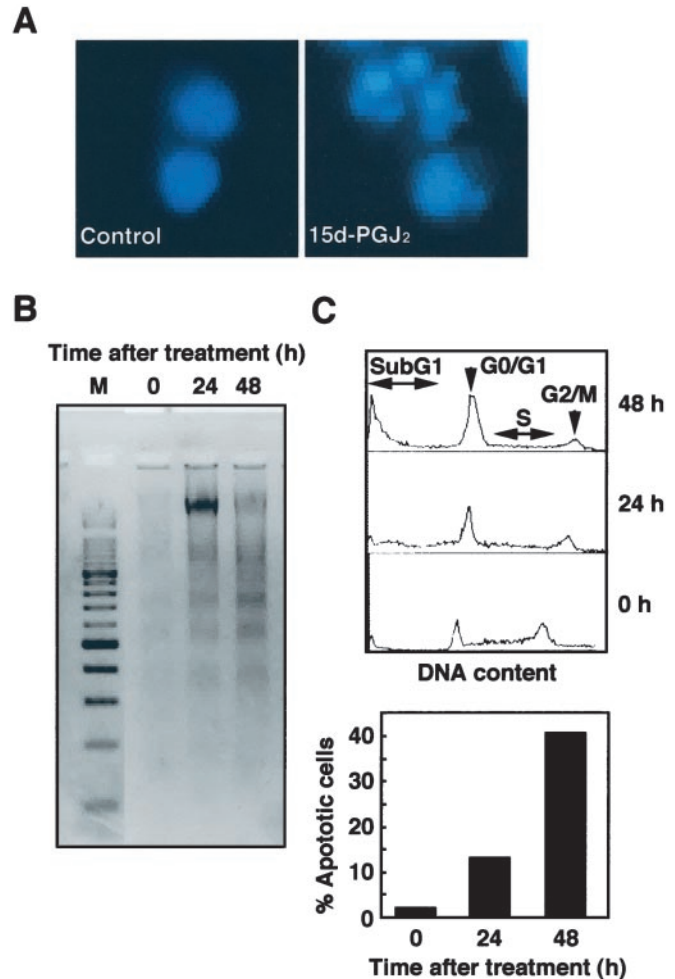 A
Control
15d-PGJ₂
B
Time after treatment (h)
M 0 24 48
C
SubG1
G0/G1
G2/M
S
48 h
24 h
0 h
DNA content
% Apototic cells
40
30
20
10
0
0 24 48
Time after treatment (h)